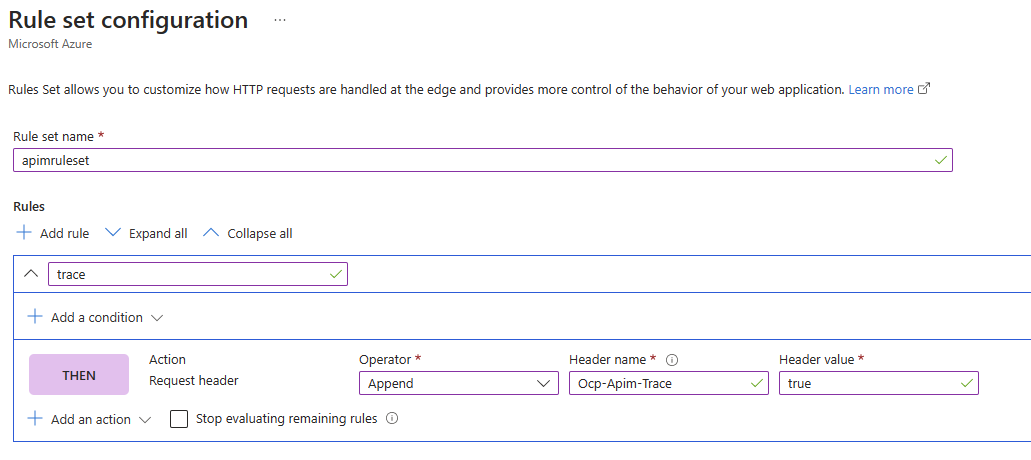 Rule set configuration ...
Microsoft Azure
Rules Set allows you to customize how HTTP requests are handled at the edge and provides more control of the behavior of your web application. Learn more
Rule set name *
apimruleset
Rules
Add rule Expand all Collapse all
trace
Add a condition
THEN Action Operator * Header name * Header value *
Request header Append Ocp-Apim-Trace true
Add an action Stop evaluating remaining rules